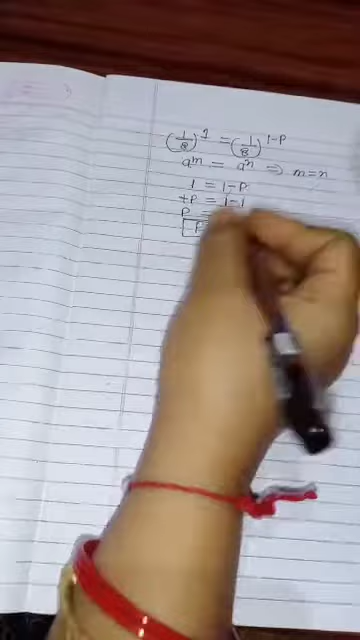 (1/8)^1 = (1/8)^1-P
a^m = a^n ⇒ m=n
1 = 1-P
+P = 1-1
P =
P